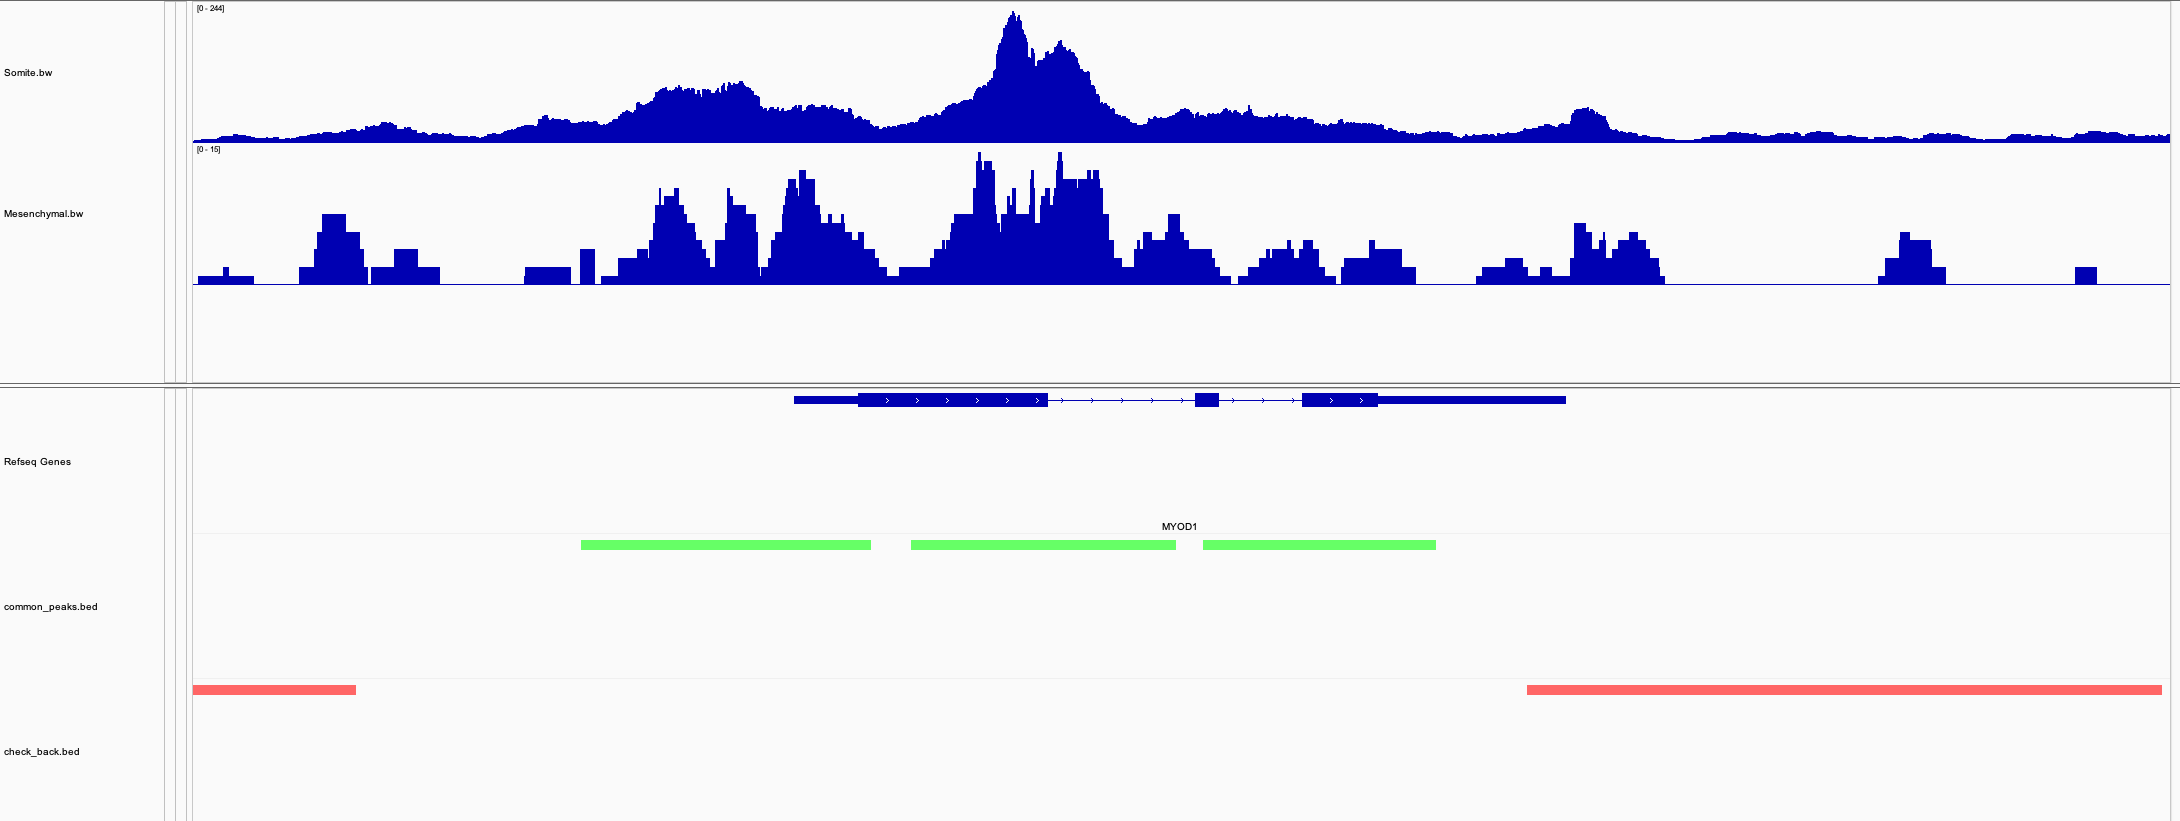 [0 - 244]
Somite.bw
[0 - 15]
Mesenchymal.bw
Refseq Genes
MYOD1
common_peaks.bed
check_back.bed